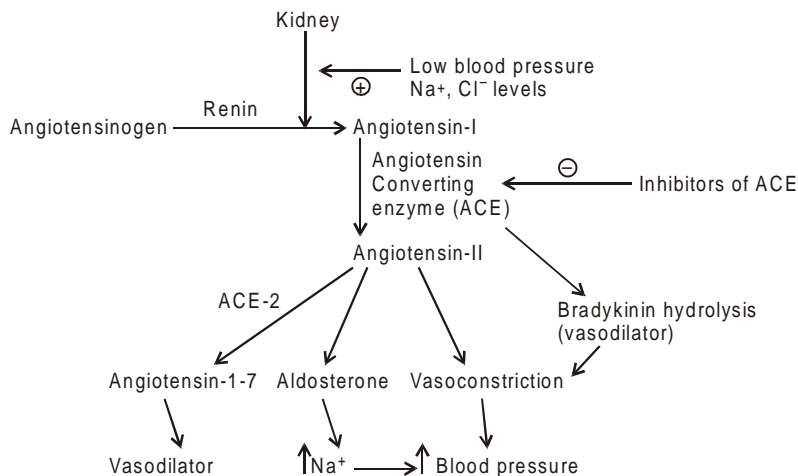 Kidney
Low blood pressure
⊕ Na⁺, Cl⁻ levels
Renin
Angiotensinogen Angiotensin-I
Angiotensin
Converting
enzyme (ACE)
⊖
Inhibitors of ACE
Angiotensin-II
ACE-2
Bradykinin hydrolysis
(vasodilator)
Angiotensin-1-7 Aldosterone Vasoconstriction
Vasodilator Na⁺ Blood pressure